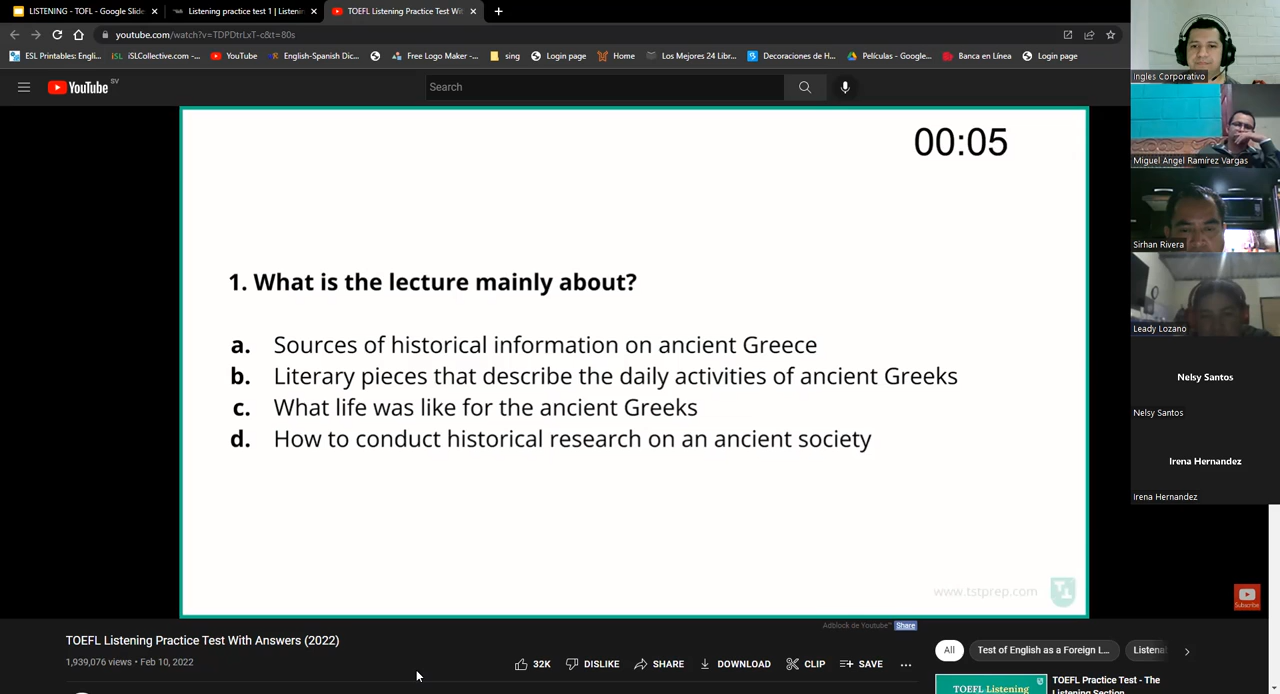 LISTENING - TOFL - Google Slide
Listening practice test 1 | Listenin
TOEFL Listening Practice Test Wi
youtube.com/watch?v=TDPDtrLxT-c&t=80s
ESL Printables: Engli...
iSL iSLCollective.com -...
YouTube
English-Spanish Dic...
Free Logo Maker -...
sing
Login page
Home
Los Mejores 24 Libr...
Decoraciones de H...
Películas - Google...
Banca en Línea
Login page
YouTube SV
Search
00:05
1. What is the lecture mainly about?
a. Sources of historical information on ancient Greece
b. Literary pieces that describe the daily activities of ancient Greeks
c. What life was like for the ancient Greeks
d. How to conduct historical research on an ancient society
www.tstprep.com
Subscribe
Adblock de Youtube™ Share
TOEFL Listening Practice Test With Answers (2022)
1,939,076 views • Feb 10, 2022
32K DISLIKE SHARE DOWNLOAD CLIP SAVE ...
All Test of English as a Foreign L... Listenin
TOEFL Listening
TOEFL Practice Test - The
Listening Section
Ingles Corporativo
Miguel Angel Ramírez Vargas
Sirhan Rivera
Leady Lozano
Nelsy Santos
Nelsy Santos
Irena Hernandez
Irena Hernandez